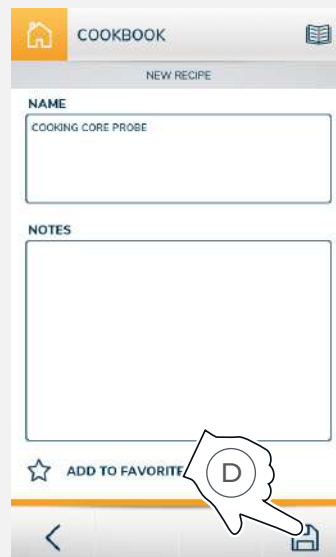 COOKBOOK
NEW RECIPE
NAME
COOKING CORE PROBE
NOTES
ADD TO FAVORITE
D